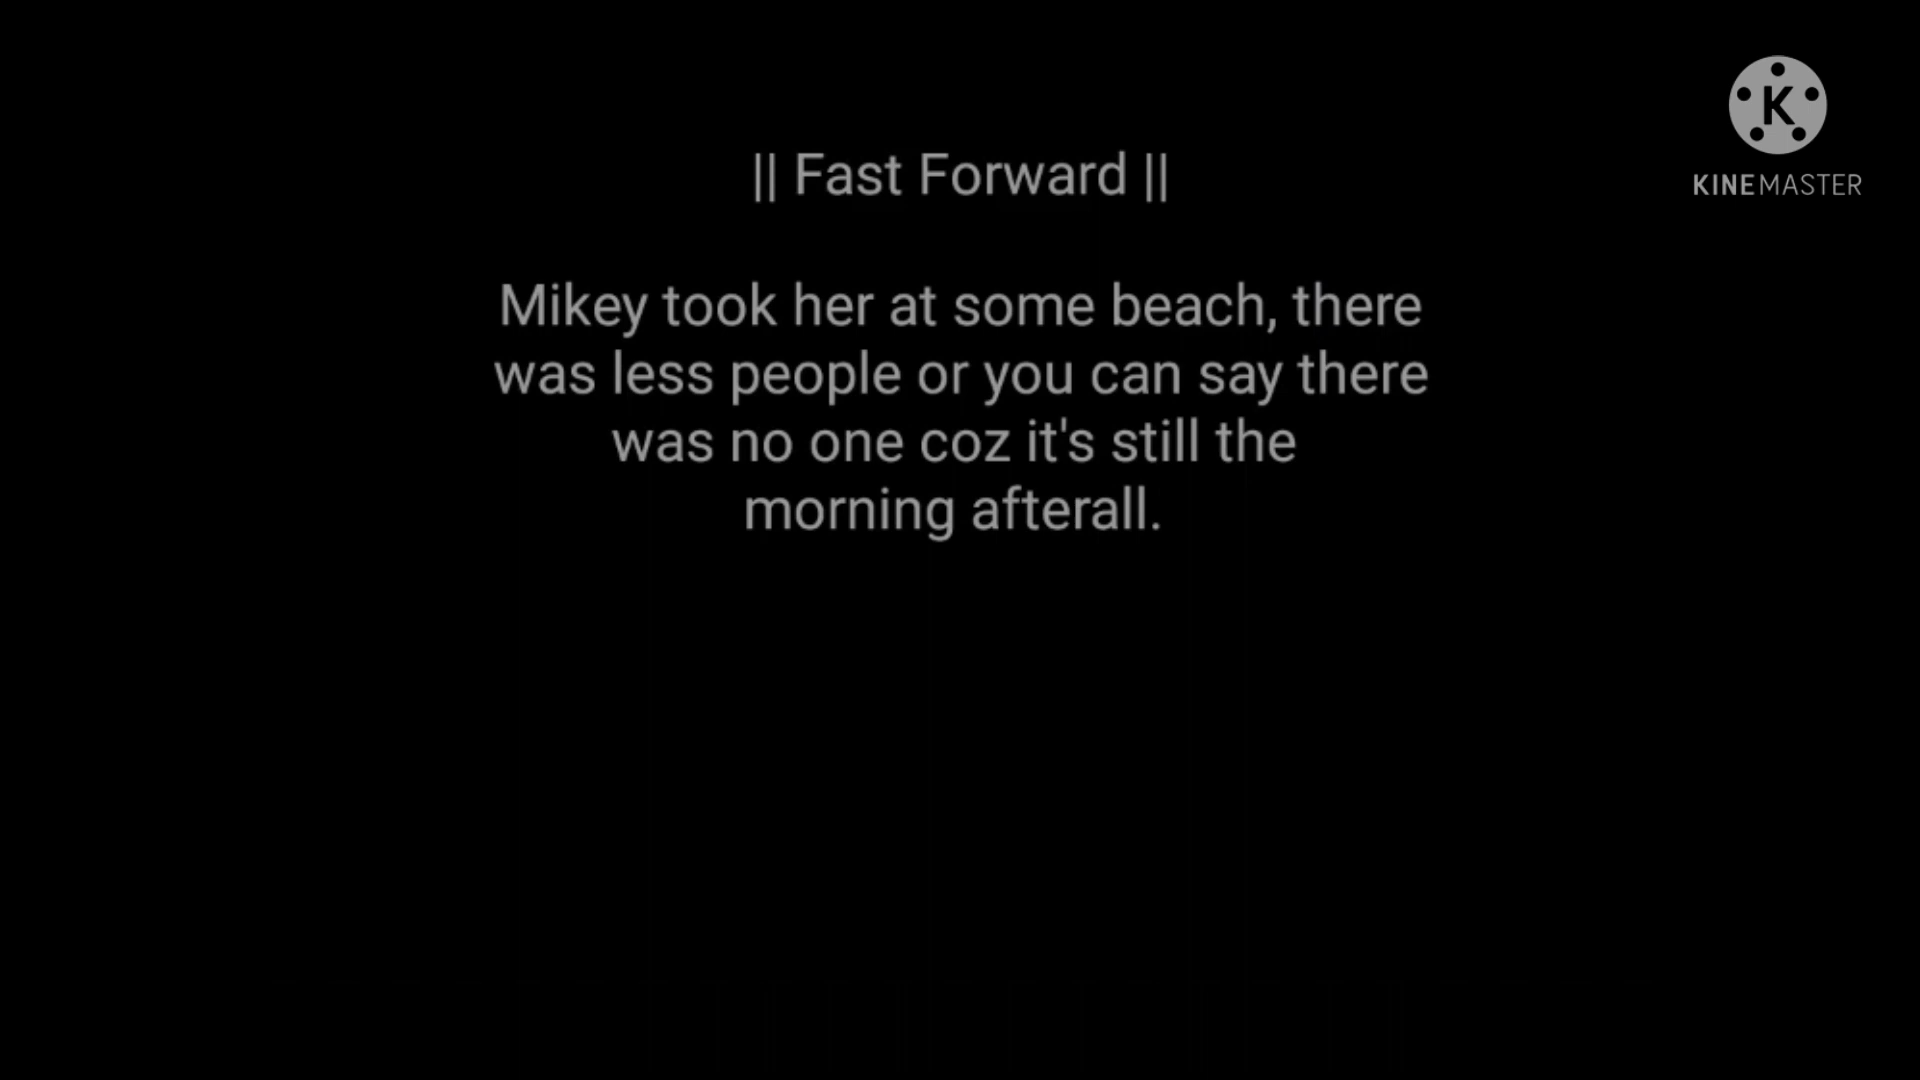 K
KINEMASTER
|| Fast Forward ||
Mikey took her at some beach, there
was less people or you can say there
was no one coz it's still the
morning afterall.